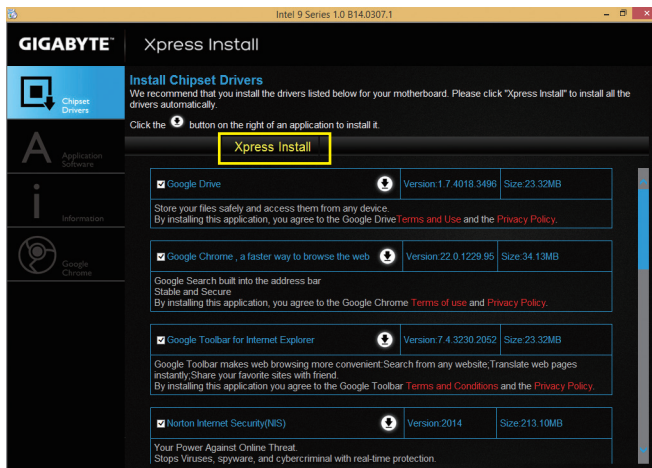 Intel 9 Series 1.0 B14.0307.1
GIGABYTE™
Xpress Install
Chipset
Drivers
Application
Software
Information
Google
Chrome
Install Chipset Drivers
We recommend that you install the drivers listed below for your motherboard. Please click "Xpress Install" to install all the
drivers automatically.
Click the button on the right of an application to install it.
Xpress Install
Google Drive Version:1.7.4018.3496 Size:23.32MB
Store your files safely and access them from any device.
By installing this application, you agree to the Google DriveTerms and Use and the Privacy Policy.
Google Chrome , a faster way to browse the web Version:22.0.1229.95 Size:34.13MB
Google Search built into the address bar
Stable and Secure
By installing this application, you agree to the Google Chrome Terms of use and Privacy Policy.
Google Toolbar for Internet Explorer Version:7.4.3230.2052 Size:23.32MB
Google Toolbar makes web browsing more convenient:Search from any website;Translate web pages
instantly;Share your favorite sites with friend.
By installing this application you agree to the Google Toolbar Terms and Conditions and the Privacy Policy.
Norton Internet Security(NIS) Version:2014 Size:213.10MB
Your Power Against Online Threat.
Stops Viruses, spyware, and cybercriminal with real-time protection.